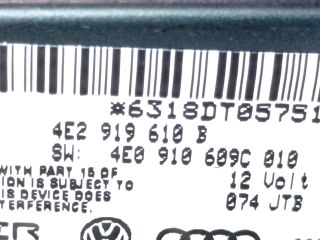 *6318DT05751
4E2 919 610 B
SW: 4E0 910 609C 010
WITH PART 15 OF
ION IS SUBJECT TO
IS DEVICE DOES
TERFERENCE.
12 Volt
074 JTB